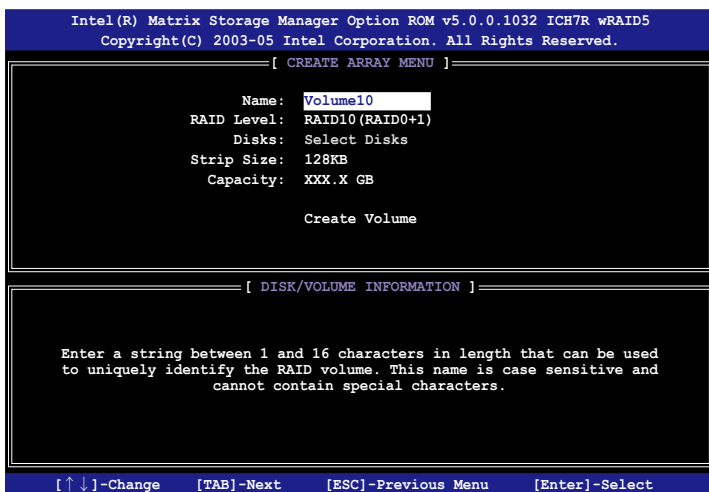 Intel(R) Matrix Storage Manager Option ROM v5.0.0.1032 ICH7R wRAID5
Copyright(C) 2003-05 Intel Corporation. All Rights Reserved.
[ CREATE ARRAY MENU ]
Name: Volume10
RAID Level: RAID10(RAID0+1)
Disks: Select Disks
Strip Size: 128KB
Capacity: XXX.X GB
Create Volume
[ DISK/VOLUME INFORMATION ]
Enter a string between 1 and 16 characters in length that can be used
to uniquely identify the RAID volume. This name is case sensitive and
cannot contain special characters.
[↑↓]-Change [TAB]-Next [ESC]-Previous Menu [Enter]-Select